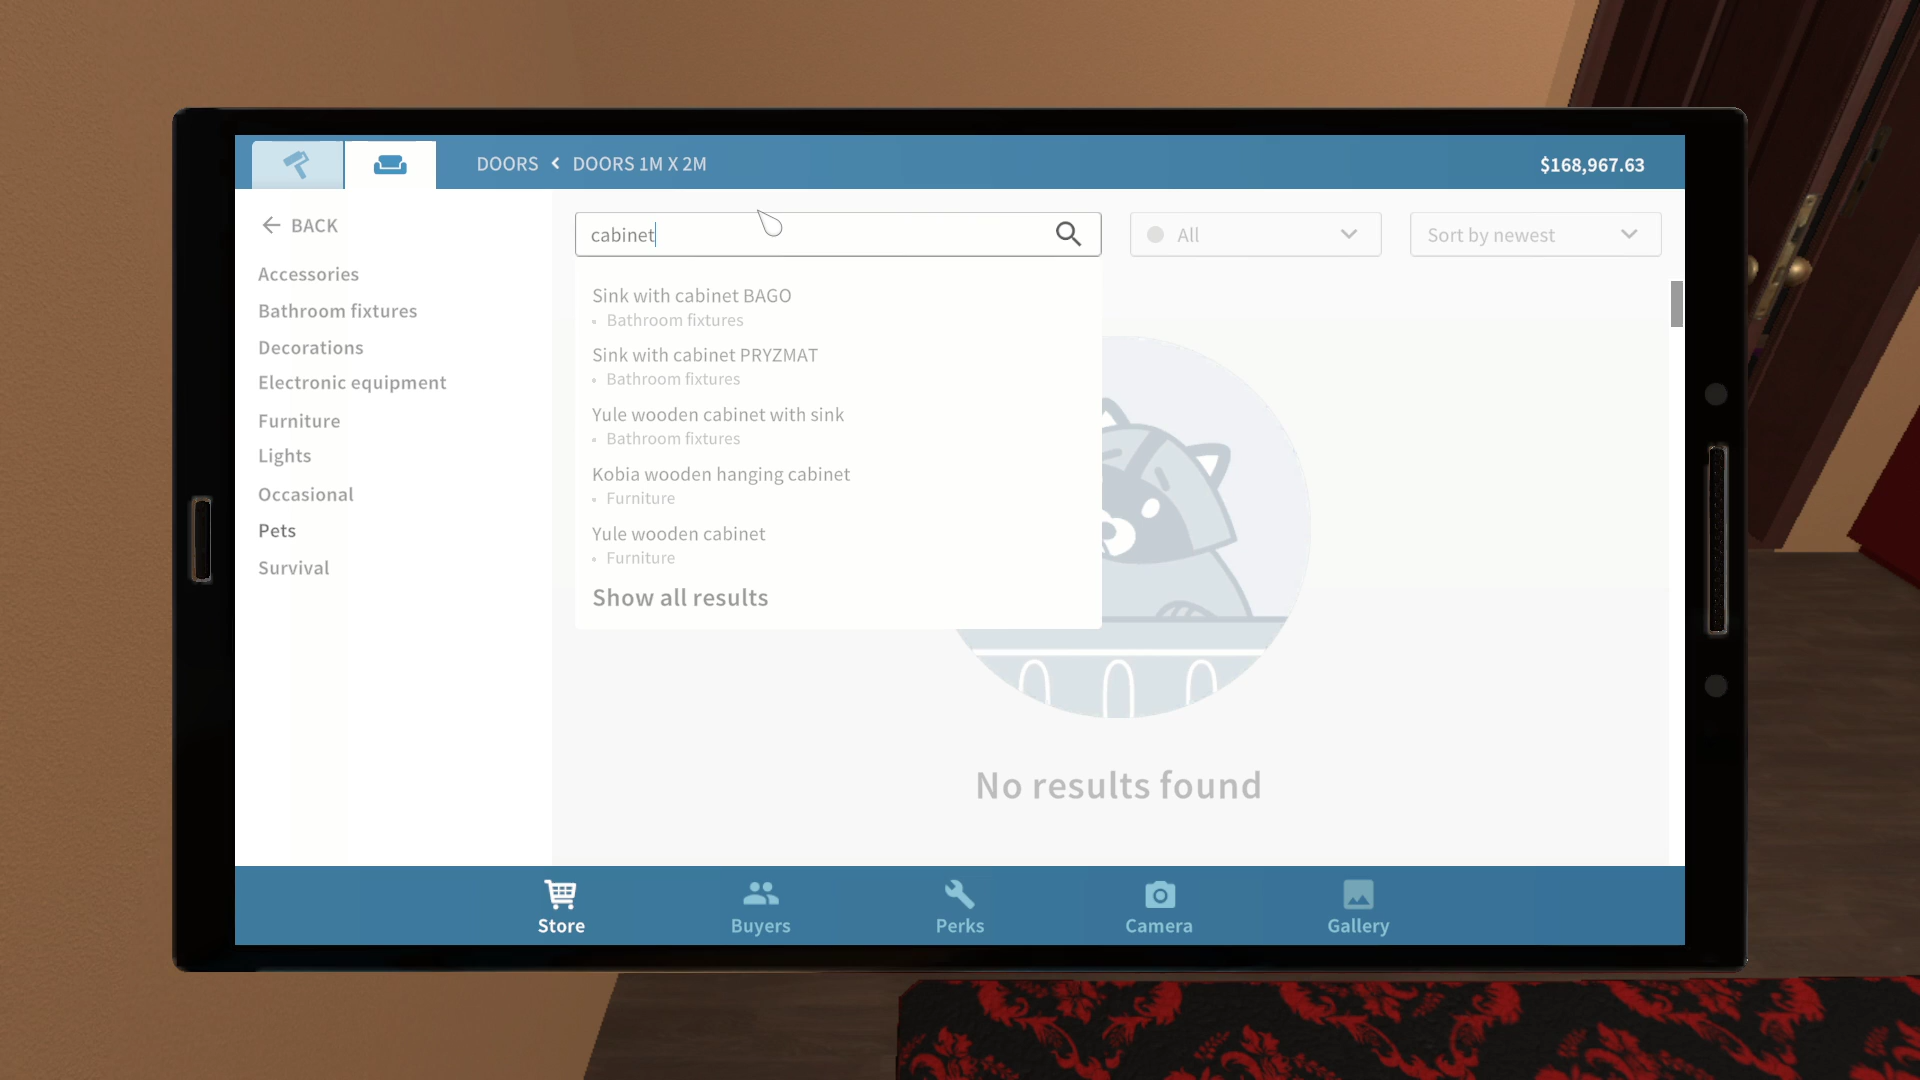 DOORS < DOORS 1M X 2M
$168,967.63
BACK
Accessories
Bathroom fixtures
Decorations
Electronic equipment
Furniture
Lights
Occasional
Pets
Survival
cabinet
All
Sort by newest
Sink with cabinet BAGO
• Bathroom fixtures
Sink with cabinet PRYZMAT
• Bathroom fixtures
Yule wooden cabinet with sink
• Bathroom fixtures
Kobia wooden hanging cabinet
• Furniture
Yule wooden cabinet
• Furniture
Show all results
No results found
Store
Buyers
Perks
Camera
Gallery